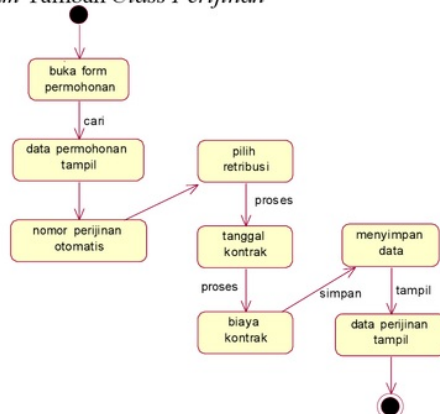 Tambah Class Perijinan
buka form
permohonan
cari
data permohonan
tampil
nomor perijinan
otomatis
pilih
retribusi
proses
tanggal
kontrak
proses
biaya
kontrak
simpan
menyimpan
data
tampil
data perijinan
tampil